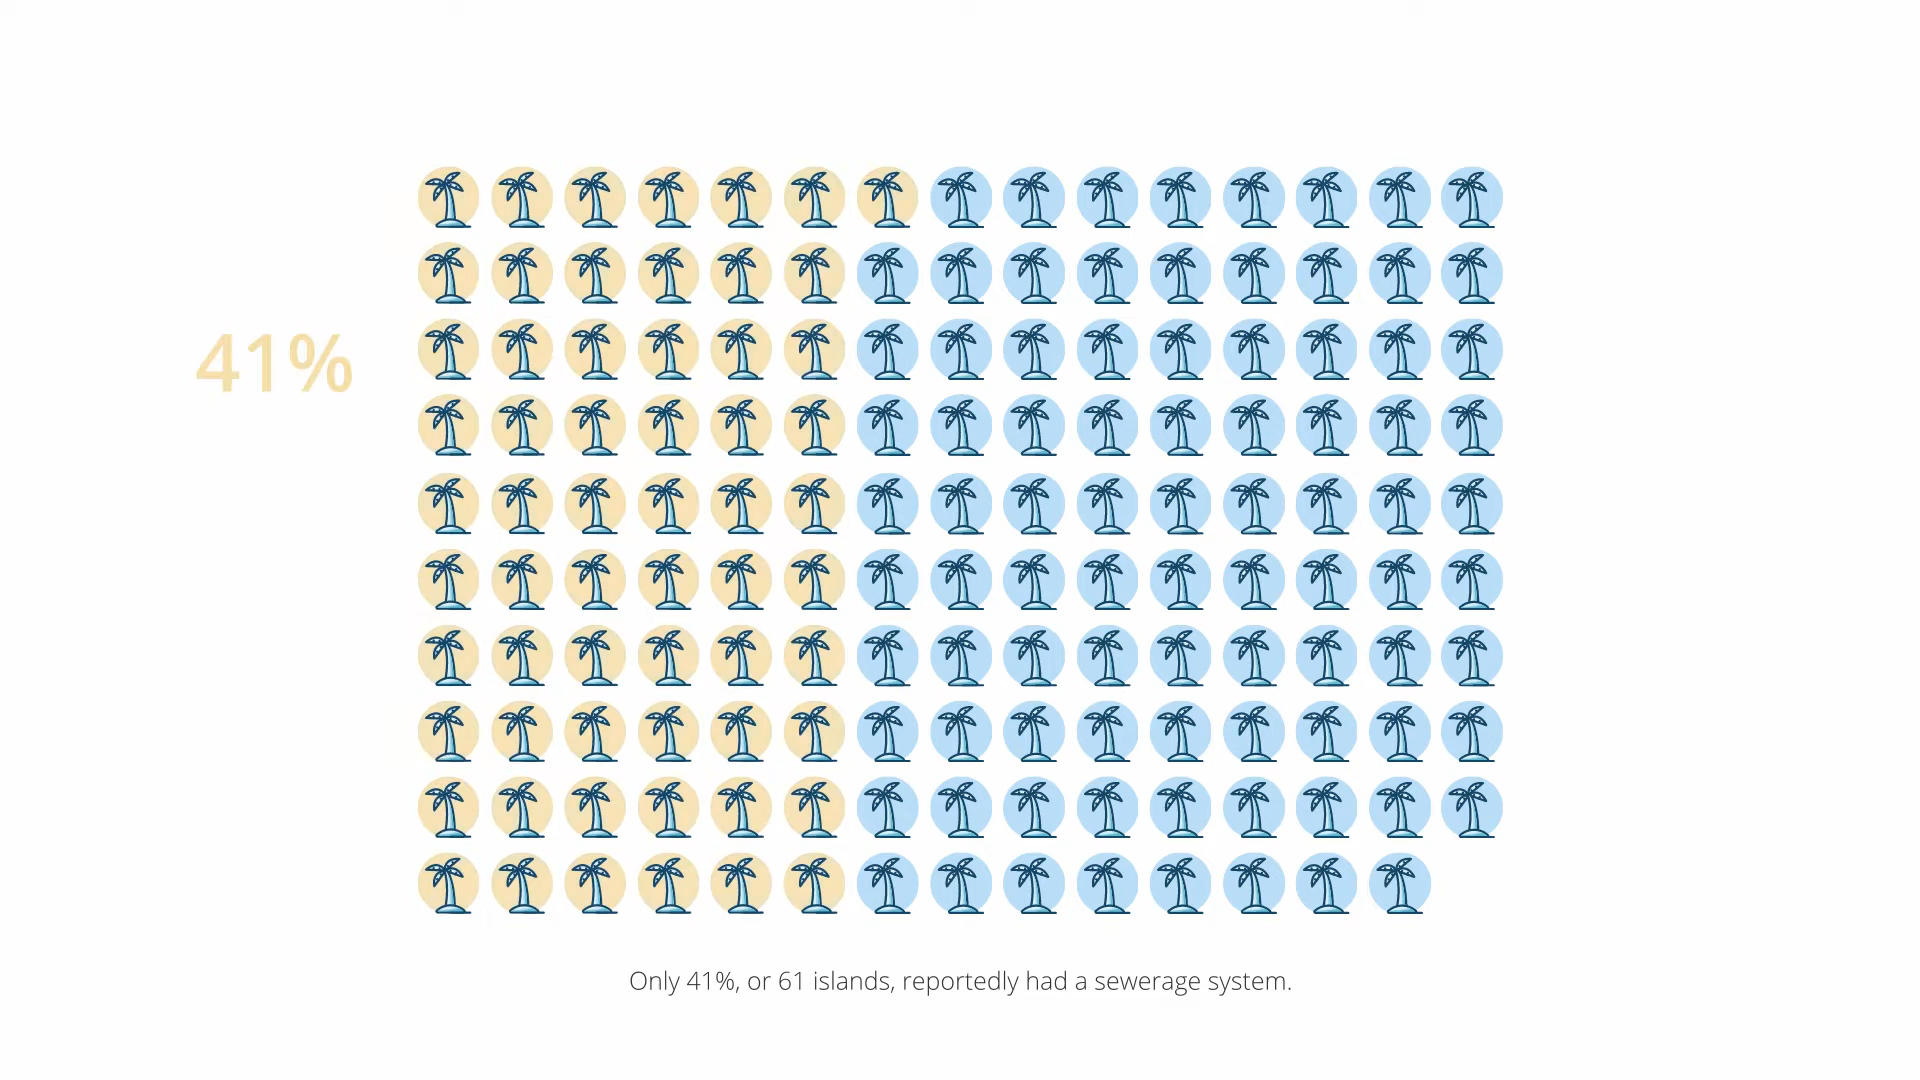 41%
Only 41%, or 61 islands, reportedly had a sewerage system.